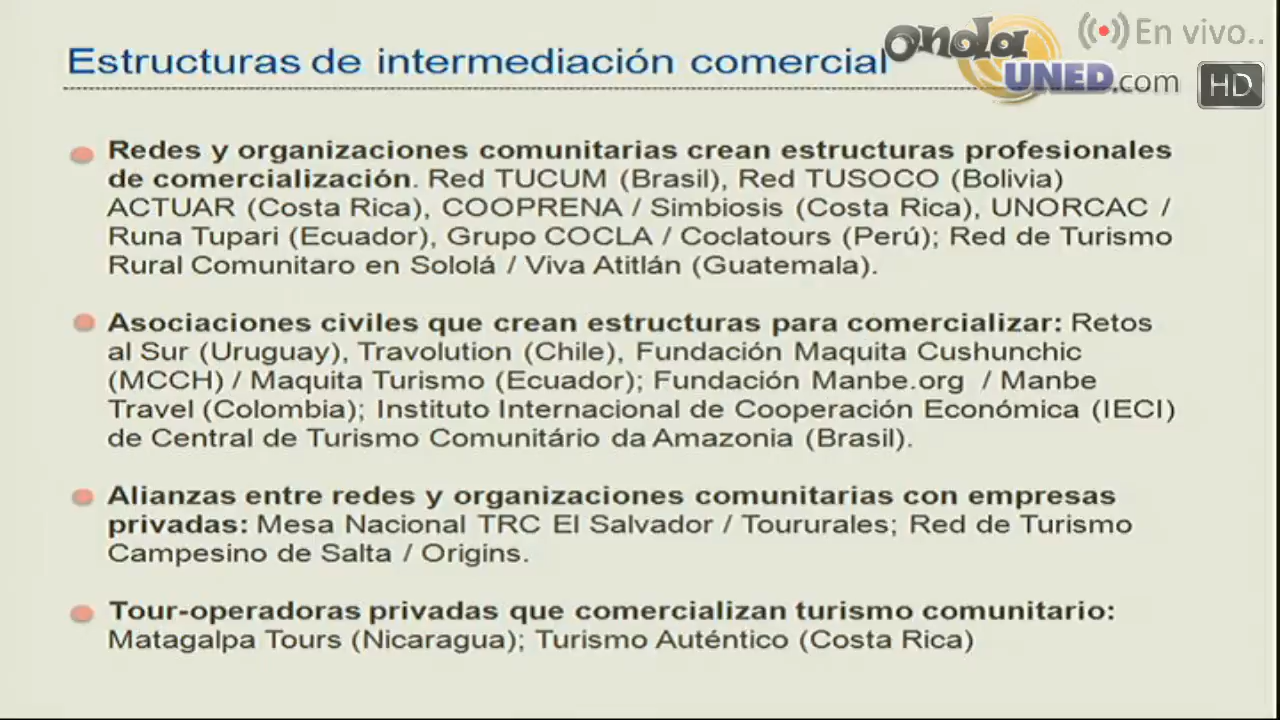 Estructuras de intermediación comercial
onda
UNED.com
En vivo..
HD
Redes y organizaciones comunitarias crean estructuras profesionales
de comercialización. Red TUCUM (Brasil), Red TUSOCO (Bolivia)
ACTUAR (Costa Rica), COOPRENA / Simbiosis (Costa Rica), UNORCAC /
Runa Tupari (Ecuador), Grupo COCLA / Coclatours (Perú); Red de Turismo
Rural Comunitaro en Sololá / Viva Atitlán (Guatemala).
Asociaciones civiles que crean estructuras para comercializar: Retos
al Sur (Uruguay), Travolution (Chile), Fundación Maquita Cushunchic
(MCCH) / Maquita Turismo (Ecuador); Fundación Manbe.org / Manbe
Travel (Colombia); Instituto Internacional de Cooperación Económica (IECI)
de Central de Turismo Comunitário da Amazonia (Brasil).
Alianzas entre redes y organizaciones comunitarias con empresas
privadas: Mesa Nacional TRC El Salvador / Toururales; Red de Turismo
Campesino de Salta / Origins.
Tour-operadoras privadas que comercializan turismo comunitario:
Matagalpa Tours (Nicaragua); Turismo Auténtico (Costa Rica)